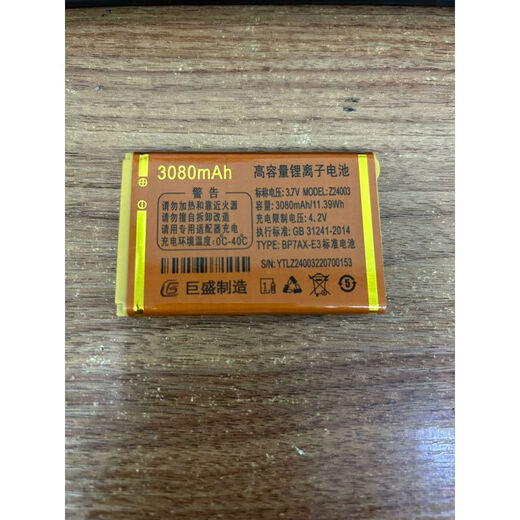 3080mAh
警告
请勿加热和靠近火源
请勿擅自拆卸改造
请用专用适配器充电
充电环境温度: 0C-40C
巨盛制造
高容量锂离子电池
标称电压: 3.7V MODEL: Z24003
容量: 3080mAh/11.39Wh
充电限制电压: 4.2V
执行标准: GB 31241-2014
TYPE: BP7AX-E3 标准电池
S/N: YTLZ24003220700153